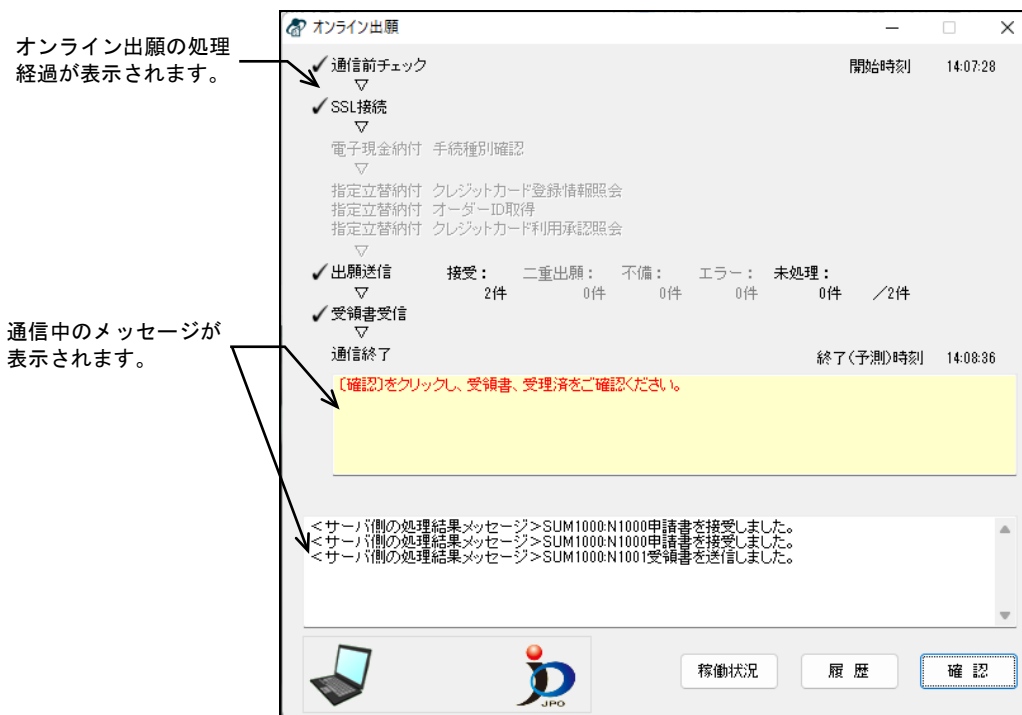 オンライン出願の処理
経過が表示されます。
通信中のメッセージが
表示されます。
オンライン出願
通信前チェック 開始時刻 14:07:28
SSL接続
電子現金納付 手続種別確認
指定立替納付 クレジットカード登録情報照会
指定立替納付 オーダーID取得
指定立替納付 クレジットカード利用承認照会
出願送信 接受: 二重出願: 不備: エラー: 未処理:
2件 0件 0件 0件 0件 /2件
受領書受信
通信終了 終了(予測)時刻 14:08:36
[確認]をクリックし、受領書、受理済をご確認ください。
<サーバ側の処理結果メッセージ>SUM1000:N1000申請書を接受しました。
<サーバ側の処理結果メッセージ>SUM1000:N1000申請書を接受しました。
<サーバ側の処理結果メッセージ>SUM1000:N1001受領書を送信しました。
JPO
稼働状況 履歴 確認